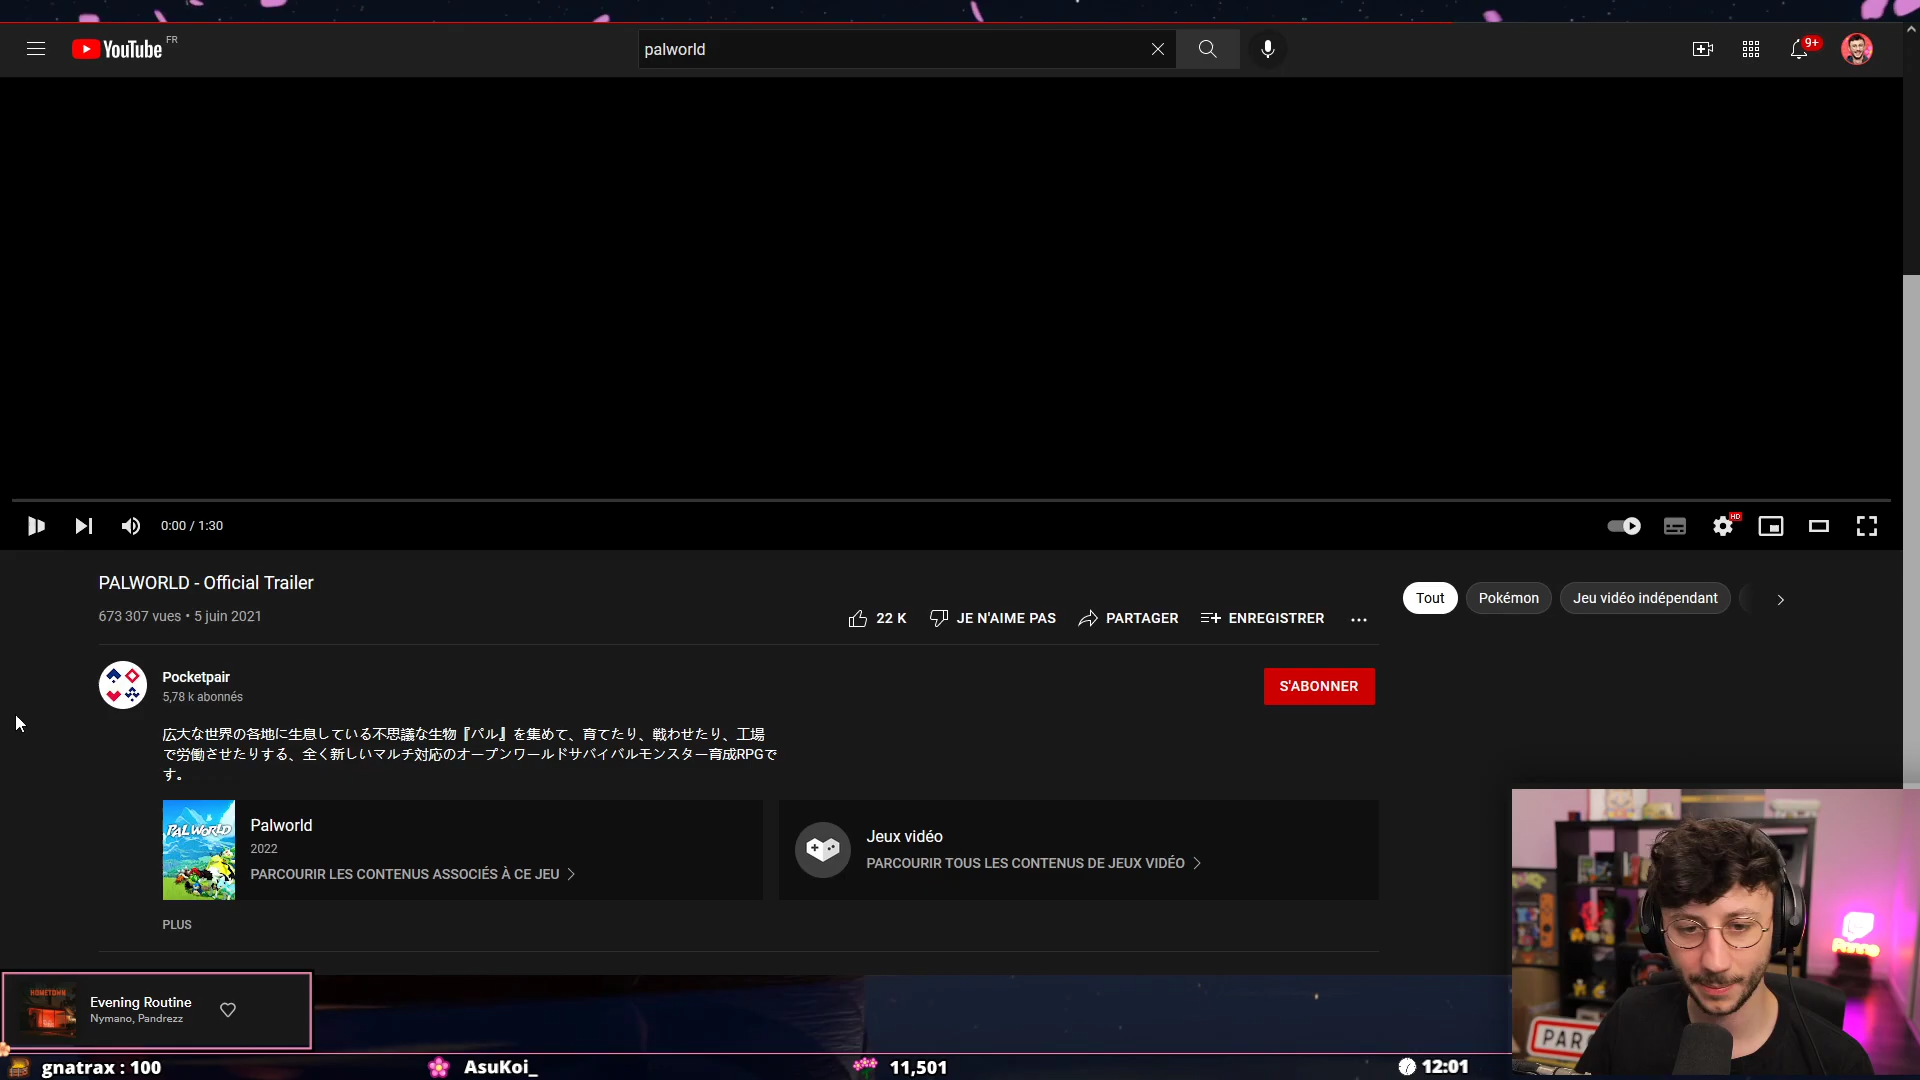 YouTube FR
palworld
9+
0:00 / 1:30
HD
PALWORLD - Official Trailer
673 307 vues • 5 juin 2021
22 K
JE N'AIME PAS
PARTAGER
ENREGISTRER
Tout
Pokémon
Jeu vidéo indépendant
Pocketpair
5,78 k abonnés
S'ABONNER
広大な世界の各地に生息している不思議な生物『パル』を集めて、育てたり、戦わせたり、工場
で労働させたりする、全く新しいマルチ対応のオープンワールドサバイバルモンスター育成RPGで
す。
PALWORLD
Palworld
2022
PARCOURIR LES CONTENUS ASSOCIÉS À CE JEU
Jeux vidéo
PARCOURIR TOUS LES CONTENUS DE JEUX VIDÉO
PLUS
HOMETOWN
Evening Routine
Nymano, Pandrezz
gnatrax : 100
AsuKoi_
11,501
12:01